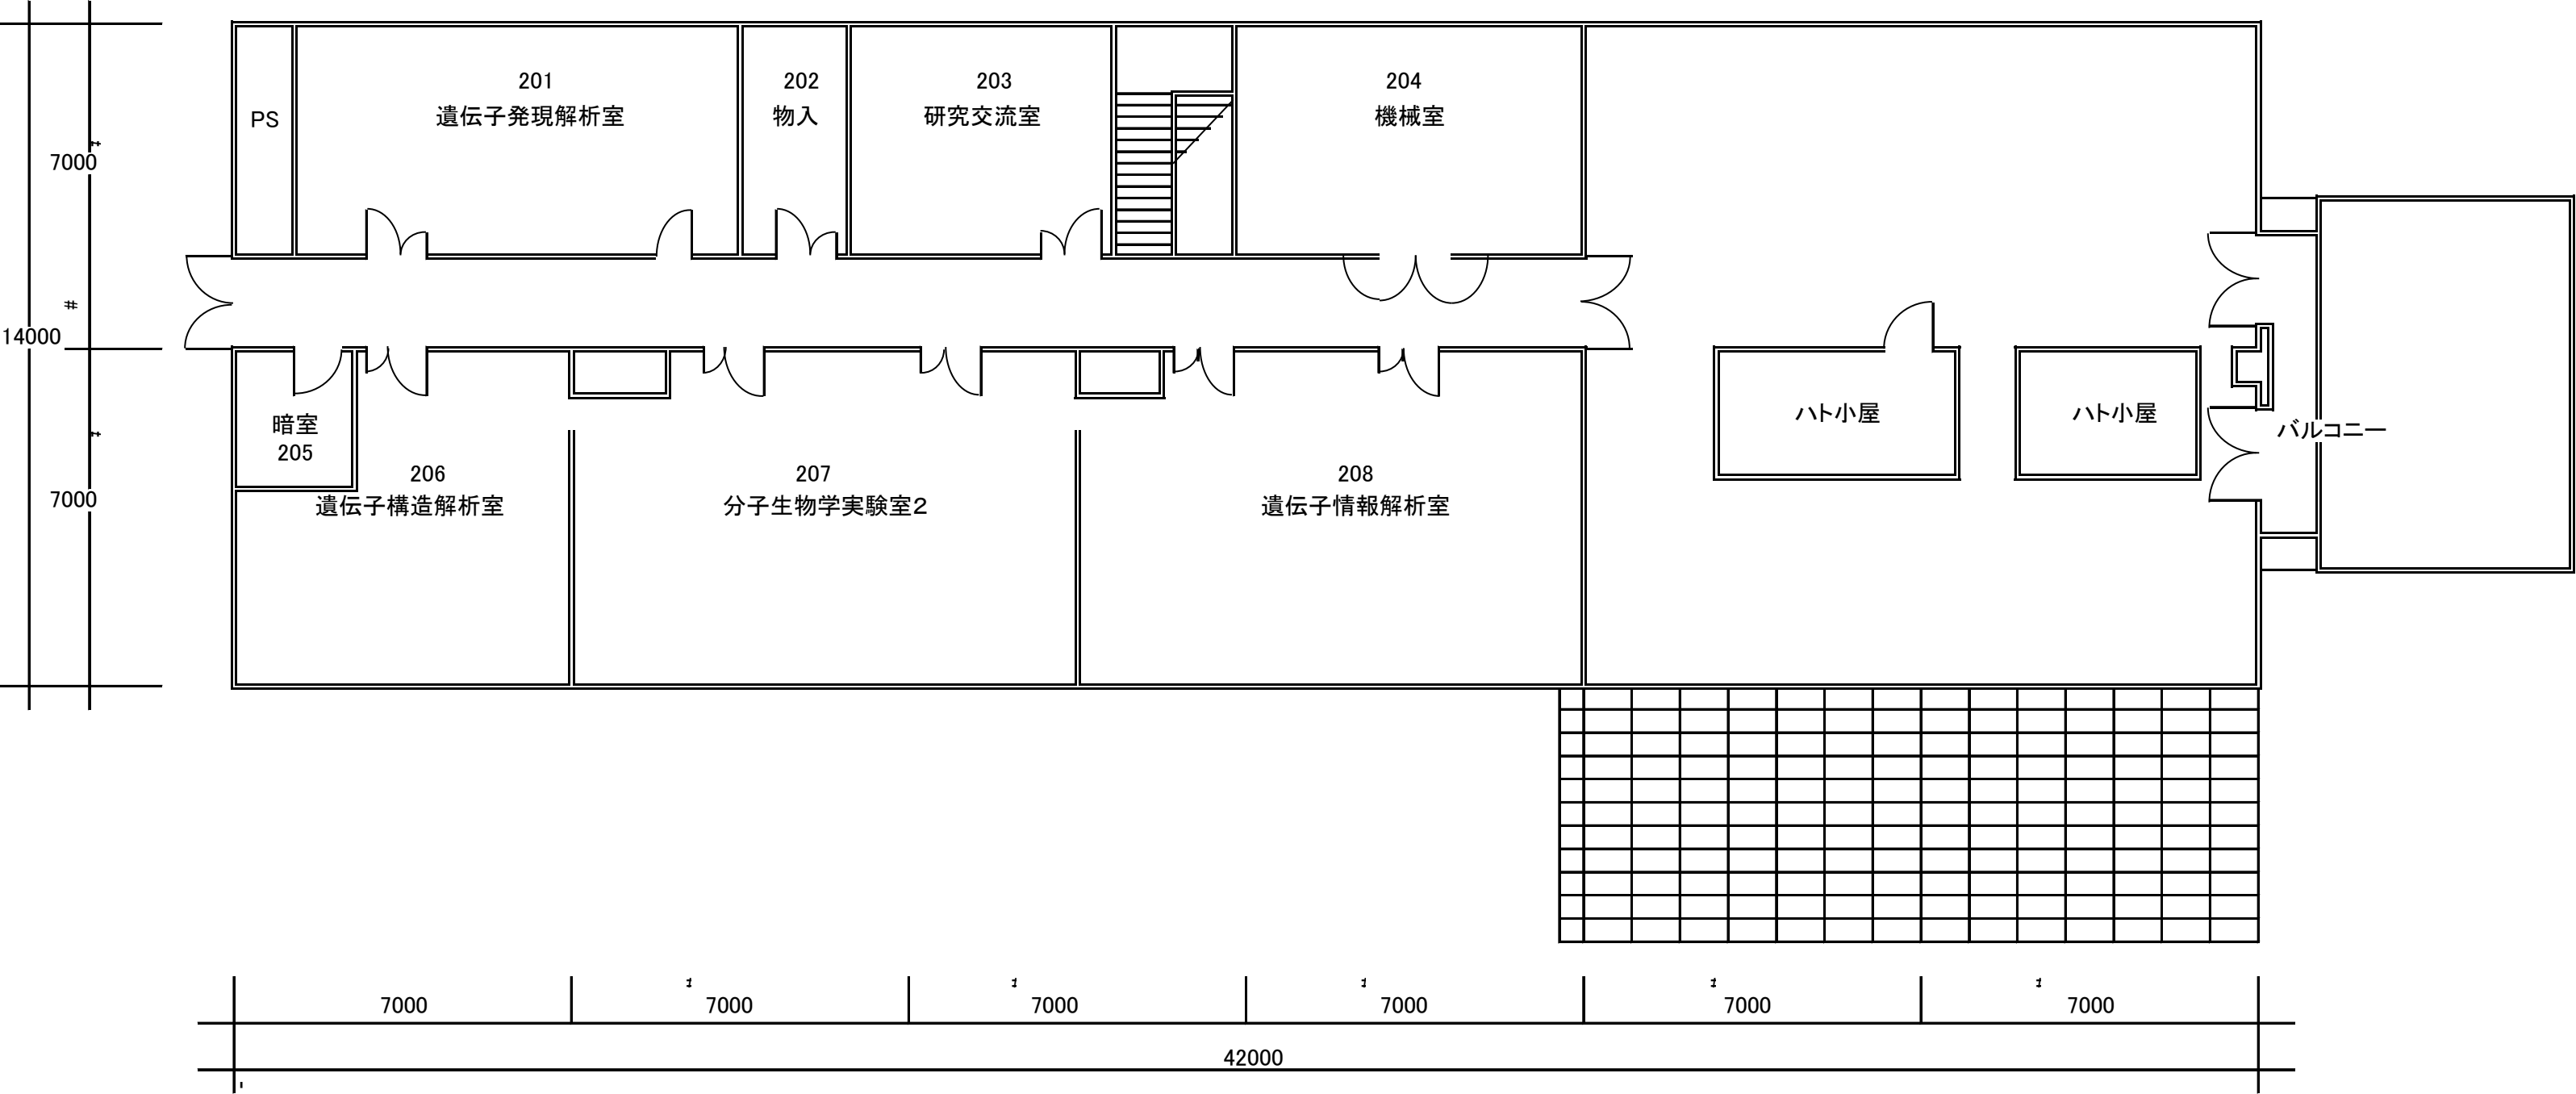 201
遺伝子発現解析室
202
物入
203
研究交流室
204
機械室
PS
7000
14000
暗室
205
206
遺伝子構造解析室
207
分子生物学実験室2
208
遺伝子情報解析室
ハト小屋
ハト小屋
バルコニー
7000
7000
7000
7000
7000
7000
7000
42000